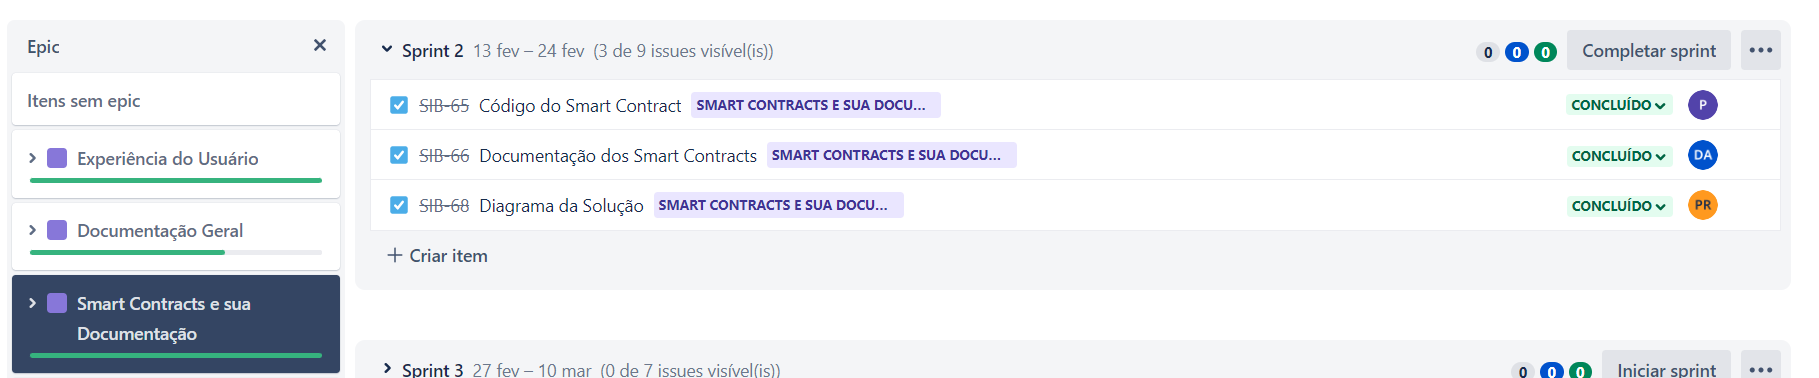 Epic
Itens sem epic
Experiência do Usuário
Documentação Geral
Smart Contracts e sua
Documentação
Sprint 2 13 fev – 24 fev (3 de 9 issues visível(is)) 0 0 0 Completar sprint
SIB-65 Código do Smart Contract SMART CONTRACTS E SUA DOCU... CONCLUÍDO P
SIB-66 Documentação dos Smart Contracts SMART CONTRACTS E SUA DOCU... CONCLUÍDO DA
SIB-68 Diagrama da Solução SMART CONTRACTS E SUA DOCU... CONCLUÍDO PR
Criar item
Sprint 3 27 fev – 10 mar (0 de 7 issues visível(is)) 0 0 0 Iniciar sprint